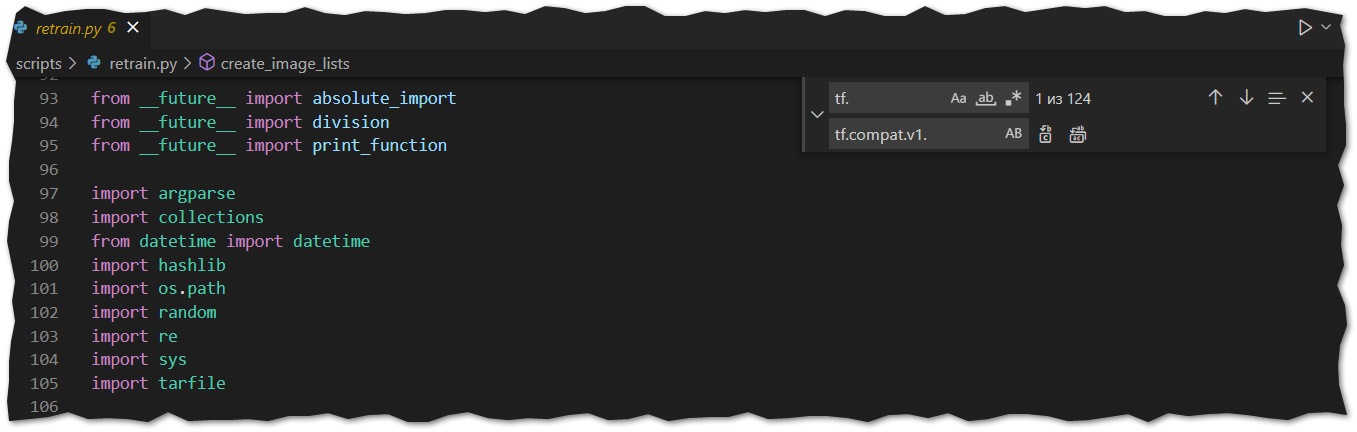 retrain.py 6
scripts > retrain.py > create_image_lists
tf. Aa ab 1 из 124
tf.compat.v1. AB
93 from __future__ import absolute_import
94 from __future__ import division
95 from __future__ import print_function
96
97 import argparse
98 import collections
99 from datetime import datetime
100 import hashlib
101 import os.path
102 import random
103 import re
104 import sys
105 import tarfile
106